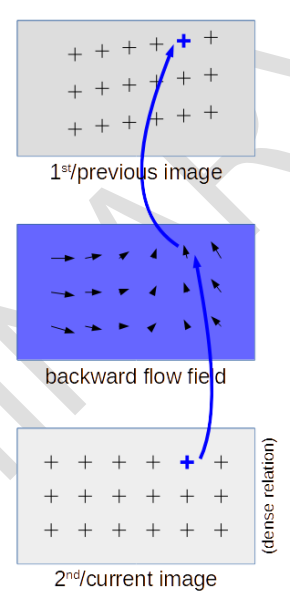 1st/previous image
backward flow field
(dense relation)
2nd/current image